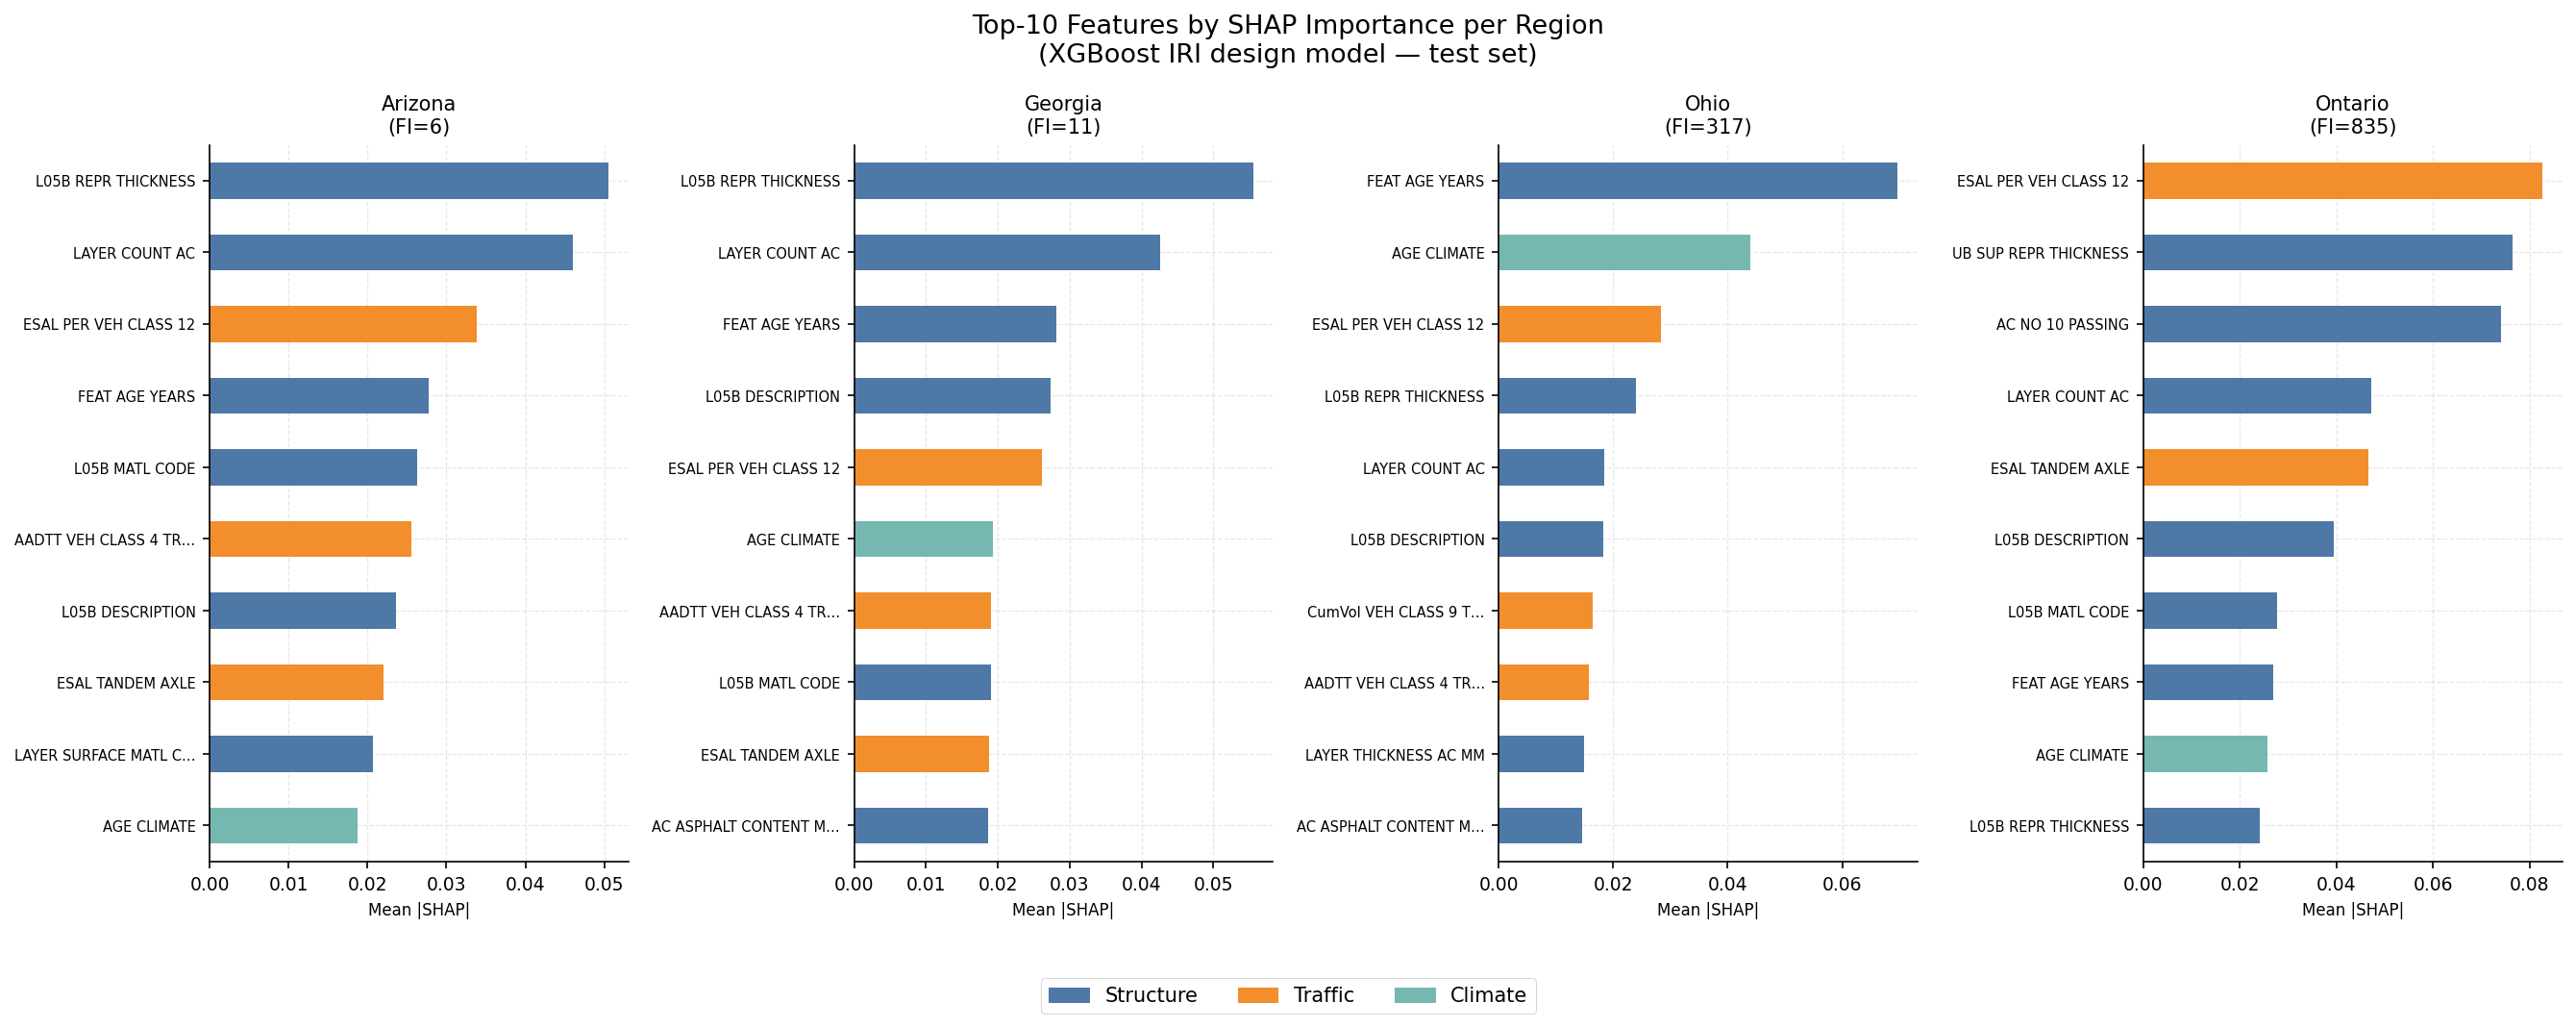 Top-10 Features by SHAP Importance per Region
(XGBoost IRI design model — test set)
Arizona
(FI=6)
L05B REPR THICKNESS
LAYER COUNT AC
ESAL PER VEH CLASS 12
FEAT AGE YEARS
L05B MATL CODE
AADTT VEH CLASS 4 TR...
L05B DESCRIPTION
ESAL TANDEM AXLE
LAYER SURFACE MATL C...
AGE CLIMATE
0.00 0.01 0.02 0.03 0.04 0.05
Mean |SHAP|
Georgia
(FI=11)
L05B REPR THICKNESS
LAYER COUNT AC
FEAT AGE YEARS
L05B DESCRIPTION
ESAL PER VEH CLASS 12
AGE CLIMATE
AADTT VEH CLASS 4 TR...
L05B MATL CODE
ESAL TANDEM AXLE
AC ASPHALT CONTENT M...
0.00 0.01 0.02 0.03 0.04 0.05
Mean |SHAP|
Ohio
(FI=317)
FEAT AGE YEARS
AGE CLIMATE
ESAL PER VEH CLASS 12
L05B REPR THICKNESS
LAYER COUNT AC
L05B DESCRIPTION
CumVol VEH CLASS 9 T...
AADTT VEH CLASS 4 TR...
LAYER THICKNESS AC MM
AC ASPHALT CONTENT M...
0.00 0.02 0.04 0.06
Mean |SHAP|
Ontario
(FI=835)
ESAL PER VEH CLASS 12
UB SUP REPR THICKNESS
AC NO 10 PASSING
LAYER COUNT AC
ESAL TANDEM AXLE
L05B DESCRIPTION
L05B MATL CODE
FEAT AGE YEARS
AGE CLIMATE
L05B REPR THICKNESS
0.00 0.02 0.04 0.06 0.08
Mean |SHAP|
Structure Traffic Climate